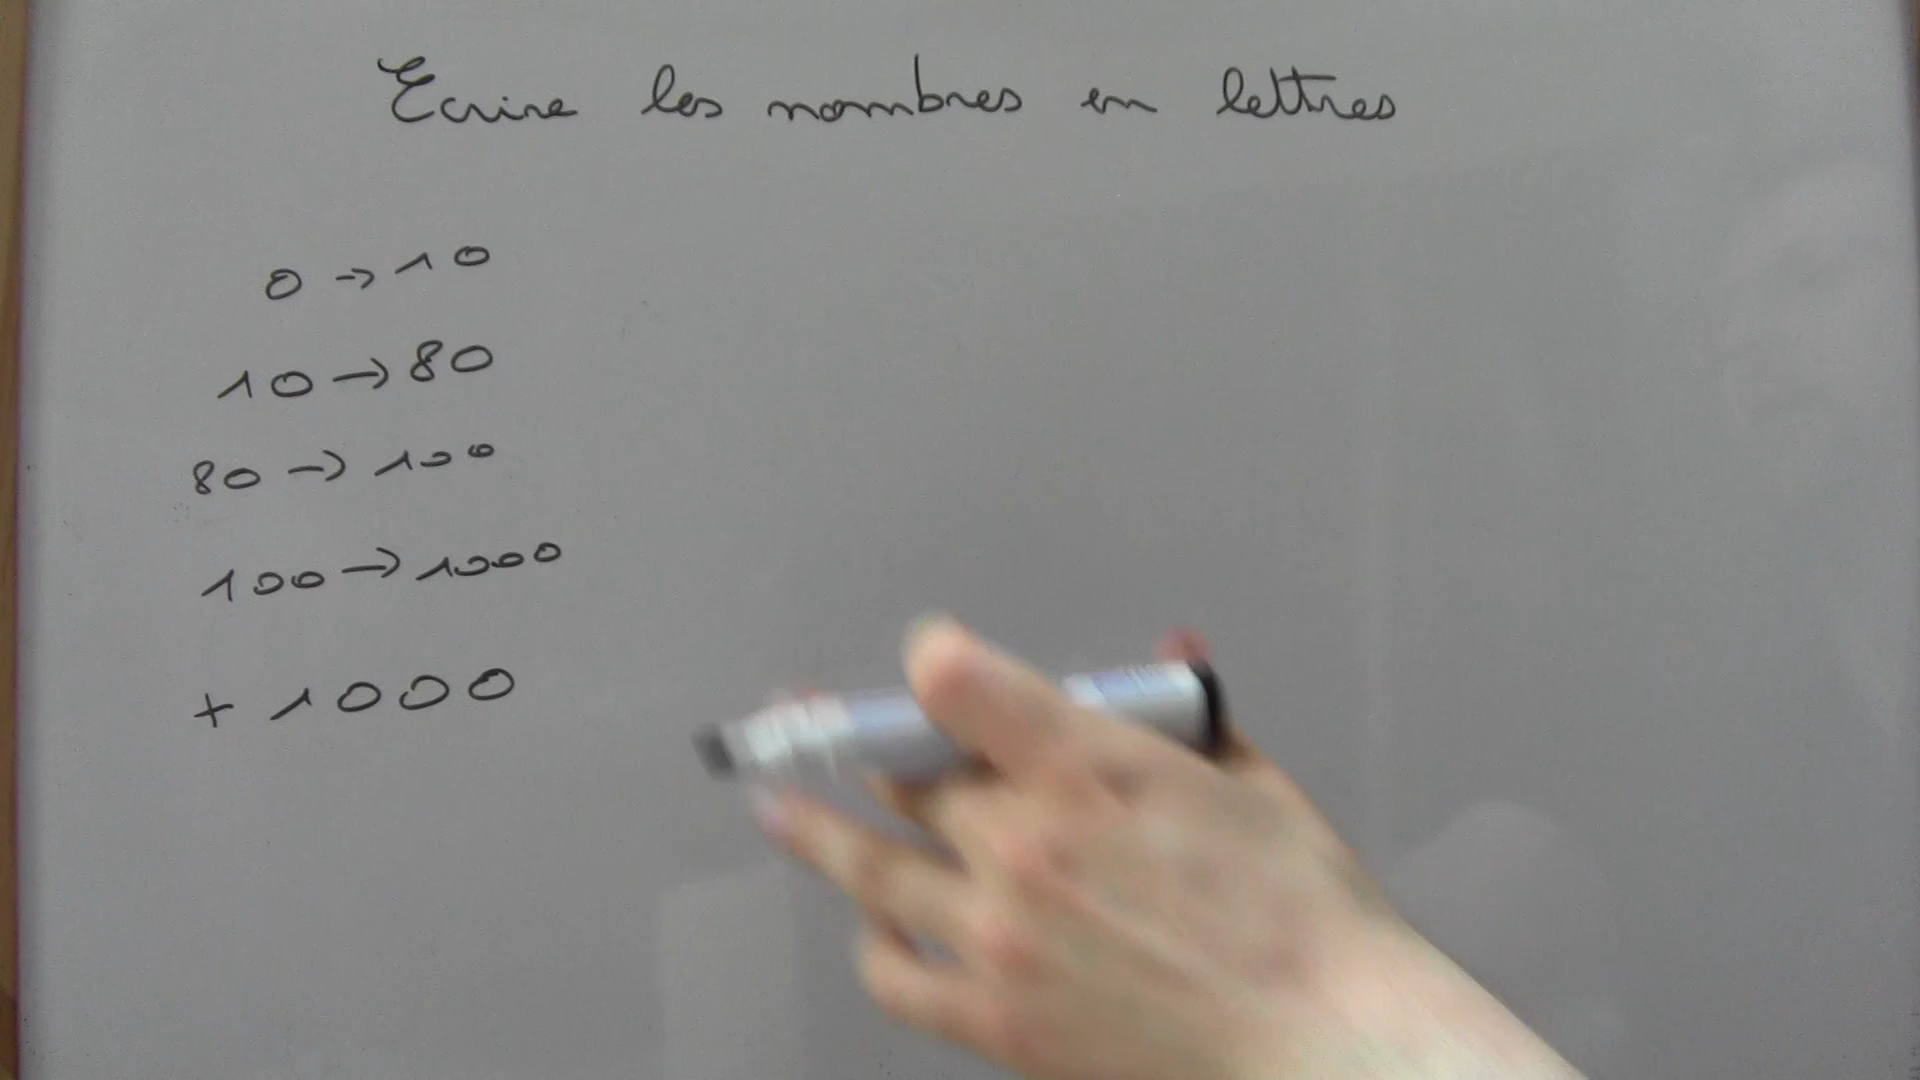 Ecrire les nombres en lettres
0 → 10
10 → 80
80 → 100
100 → 1000
+ 1000